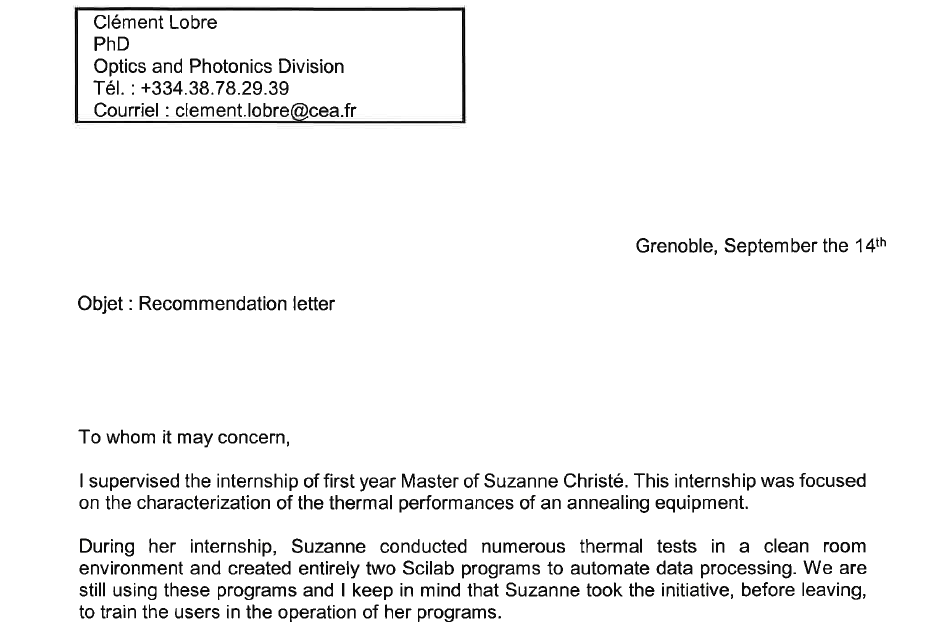 Clément Lobre
PhD
Optics and Photonics Division
Tél. : +334.38.78.29.39
Courriel : clement.lobre@cea.fr
Grenoble, September the 14th
Objet : Recommendation letter
To whom it may concern,
I supervised the internship of first year Master of Suzanne Christé. This internship was focused
on the characterization of the thermal performances of an annealing equipment.
During her internship, Suzanne conducted numerous thermal tests in a clean room
environment and created entirely two Scilab programs to automate data processing. We are
still using these programs and I keep in mind that Suzanne took the initiative, before leaving,
to train the users in the operation of her programs.